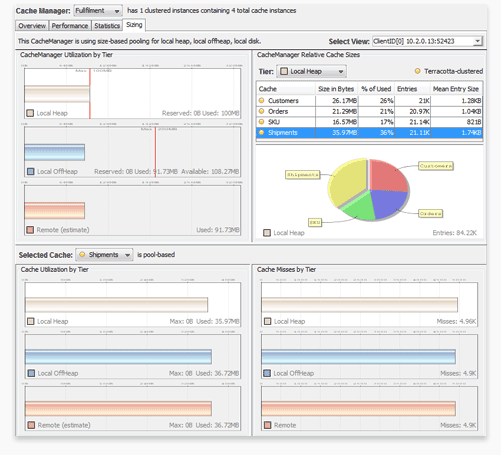 Cache Manager: Fulfillment has 1 clustered instances containing 4 total cache instances
Overview Performance Statistics Sizing
This CacheManager is using size-based pooling for local heap, local offheap, local disk.
Select View: ClientID[0] 10.2.0.13:52423
CacheManager Utilization by Tier
Local Heap Reserved: 0B Used: 100MB
Local OffHeap Reserved: 0B Used: 91.73MB Available: 108.27MB
Remote (estimate) Used: 91.73MB
CacheManager Relative Cache Sizes
Tier: Local Heap Terracotta-clustered
Cache Size in Bytes % of Used Entries Mean Entry Size
Customers 26.17MB 26% 21K 1.28KB
Orders 21.29MB 21% 20.97K 1.04KB
SKU 16.57MB 17% 21.14K 821B
Shipments 35.97MB 36% 21.11K 1.74KB
Shipments
Customers
SKU
Orders
Local Heap Entries: 84.22K
Selected Cache: Shipments is pool-based
Cache Utilization by Tier
Local Heap Max: 0B Used: 35.97MB
Local OffHeap Max: 0B Used: 36.72MB
Remote (estimate) Max: 0B Used: 36.72MB
Cache Misses by Tier
Local Heap Misses: 4.96K
Local OffHeap Misses: 4.9K
Remote Misses: 4.9K